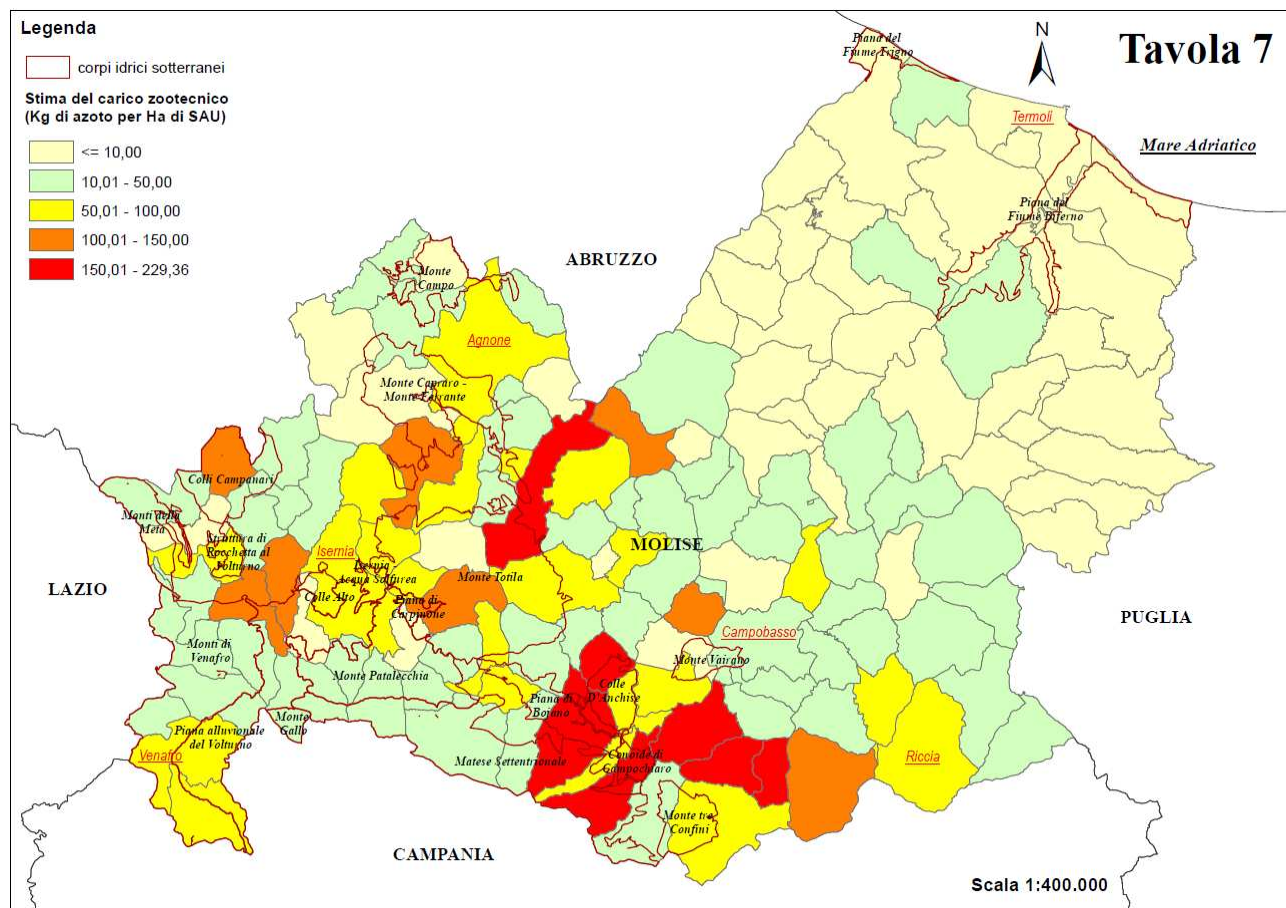 Legenda
corpi idrici sotterranei
Stima del carico zootecnico
(Kg di azoto per Ha di SAU)
<= 10,00
10,01 - 50,00
50,01 - 100,00
100,01 - 150,00
150,01 - 229,36
Tavola 7
N
Piana del
Fiume Trigno
Termoli
Mare Adriatico
Piana del
Fiume Biferno
ABRUZZO
Monte
Campo
Agnone
Monte Capraro -
Monte Ferrante
Colli Campanari
Monti della
Meta
Struttura di
Rocchetta al
Volturno
Isernia
Isernia
Acqua Solfurea
Colle Alto
Piana di
Carpinone
Monte Totila
MOLISE
LAZIO
PUGLIA
Campobasso
Monti di
Venafro
Monte Patalecchia
Monte Vairano
Colle
D'Anchise
Piana di
Bojano
Monte
Gallo
Piana alluvionale
del Volturno
Venafro
Matese Settentrionale
Conoide di
Campochiaro
Riccia
Monte tre
Confini
CAMPANIA
Scala 1:400.000